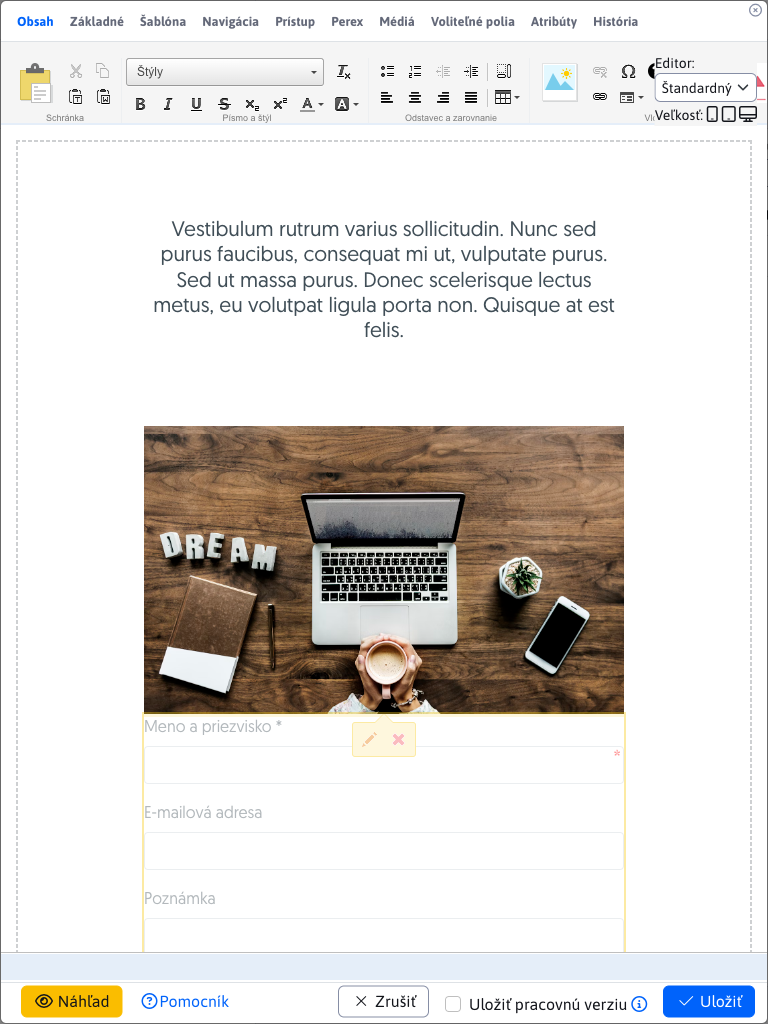 Obsah Základné Šablóna Navigácia Prístup Perex Médiá Voliteľné polia Atribúty História
Editor:
Štýly
Štandardný
B I U S x₂ x² A A
Veľkosť:
Schránka Písmo a štýl Odstavec a zarovnanie
Vestibulum rutrum varius sollicitudin. Nunc sed
purus faucibus, consequat mi ut, vulputate purus.
Sed ut massa purus. Donec scelerisque lectus
metus, eu volutpat ligula porta non. Quisque at est
felis.
DREAM
Meno a priezvisko *
*
E-mailová adresa
Poznámka
Náhľad Pomocník Zrušiť Uložiť pracovnú verziu Uložiť